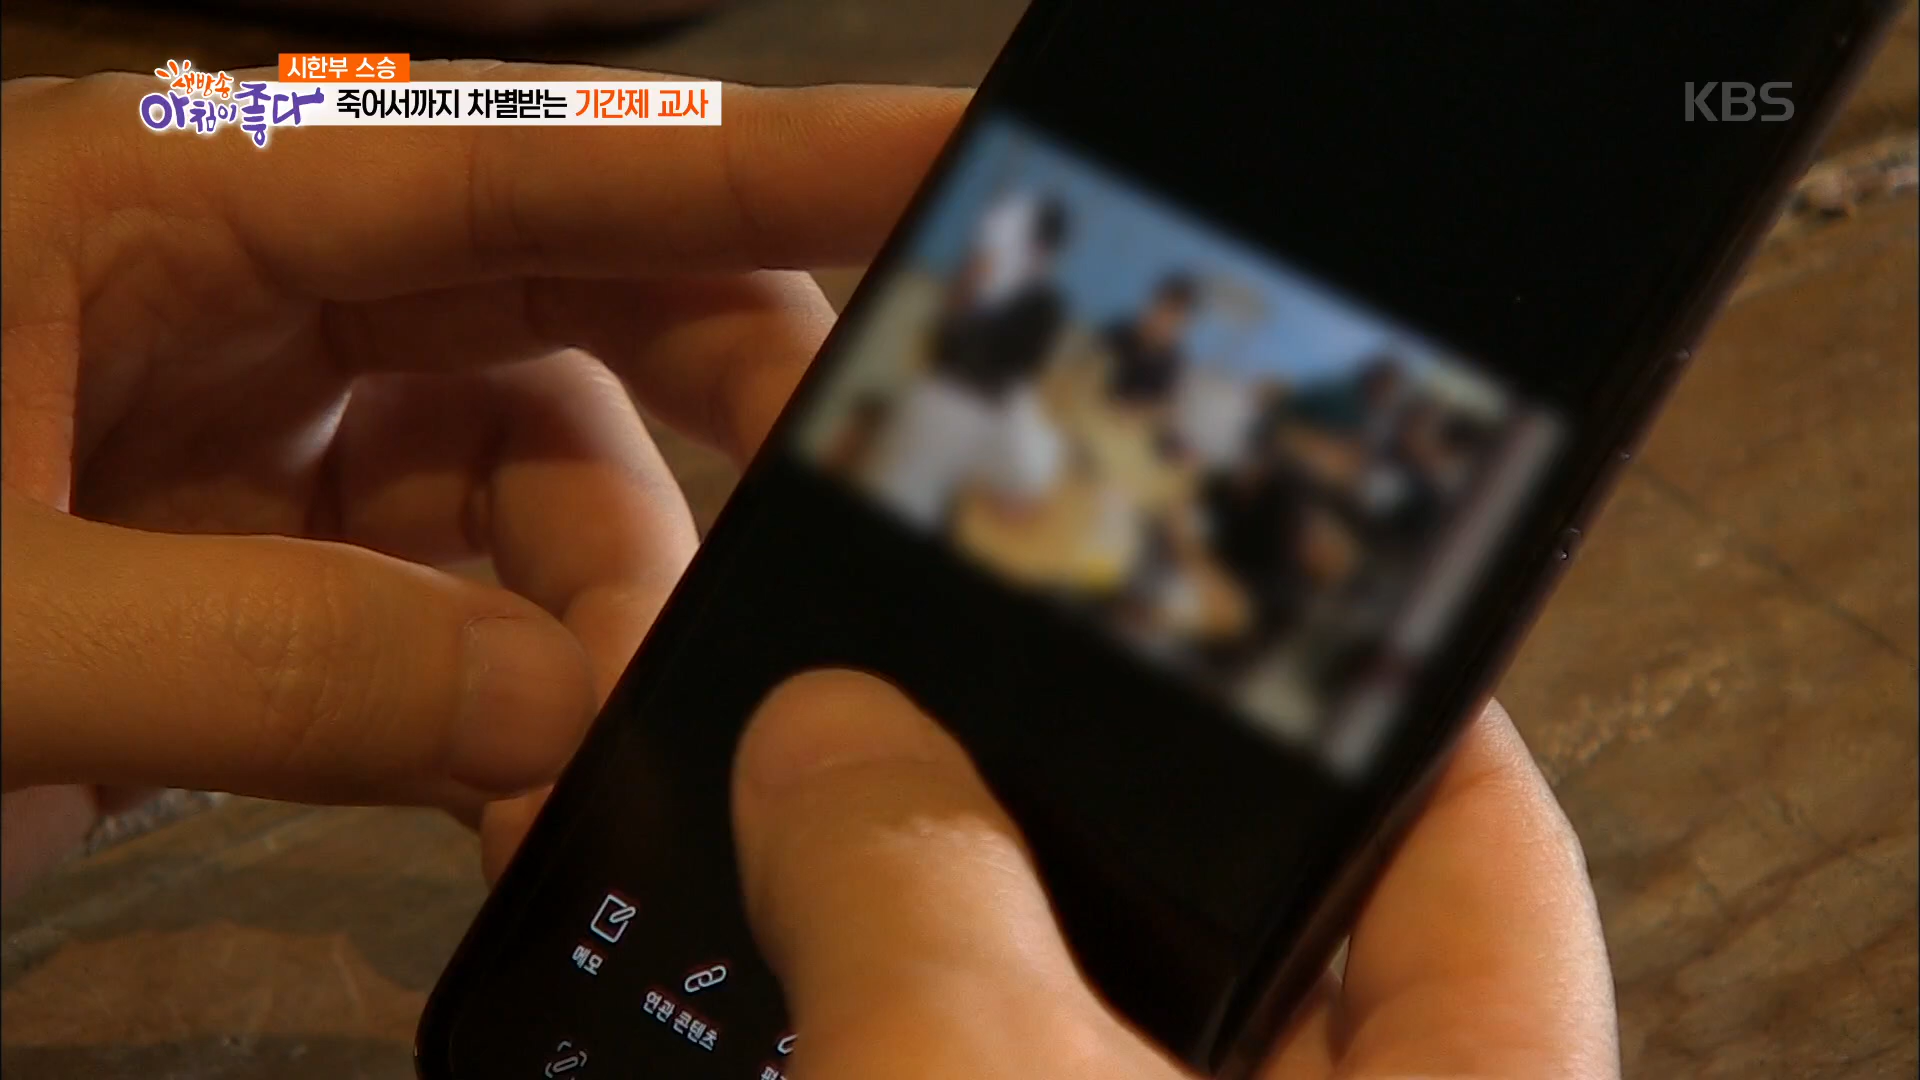 시한부 스승
생방송
아침이 좋다
죽어서까지 차별받는 기간제 교사
KBS
메모
연관 콘텐츠